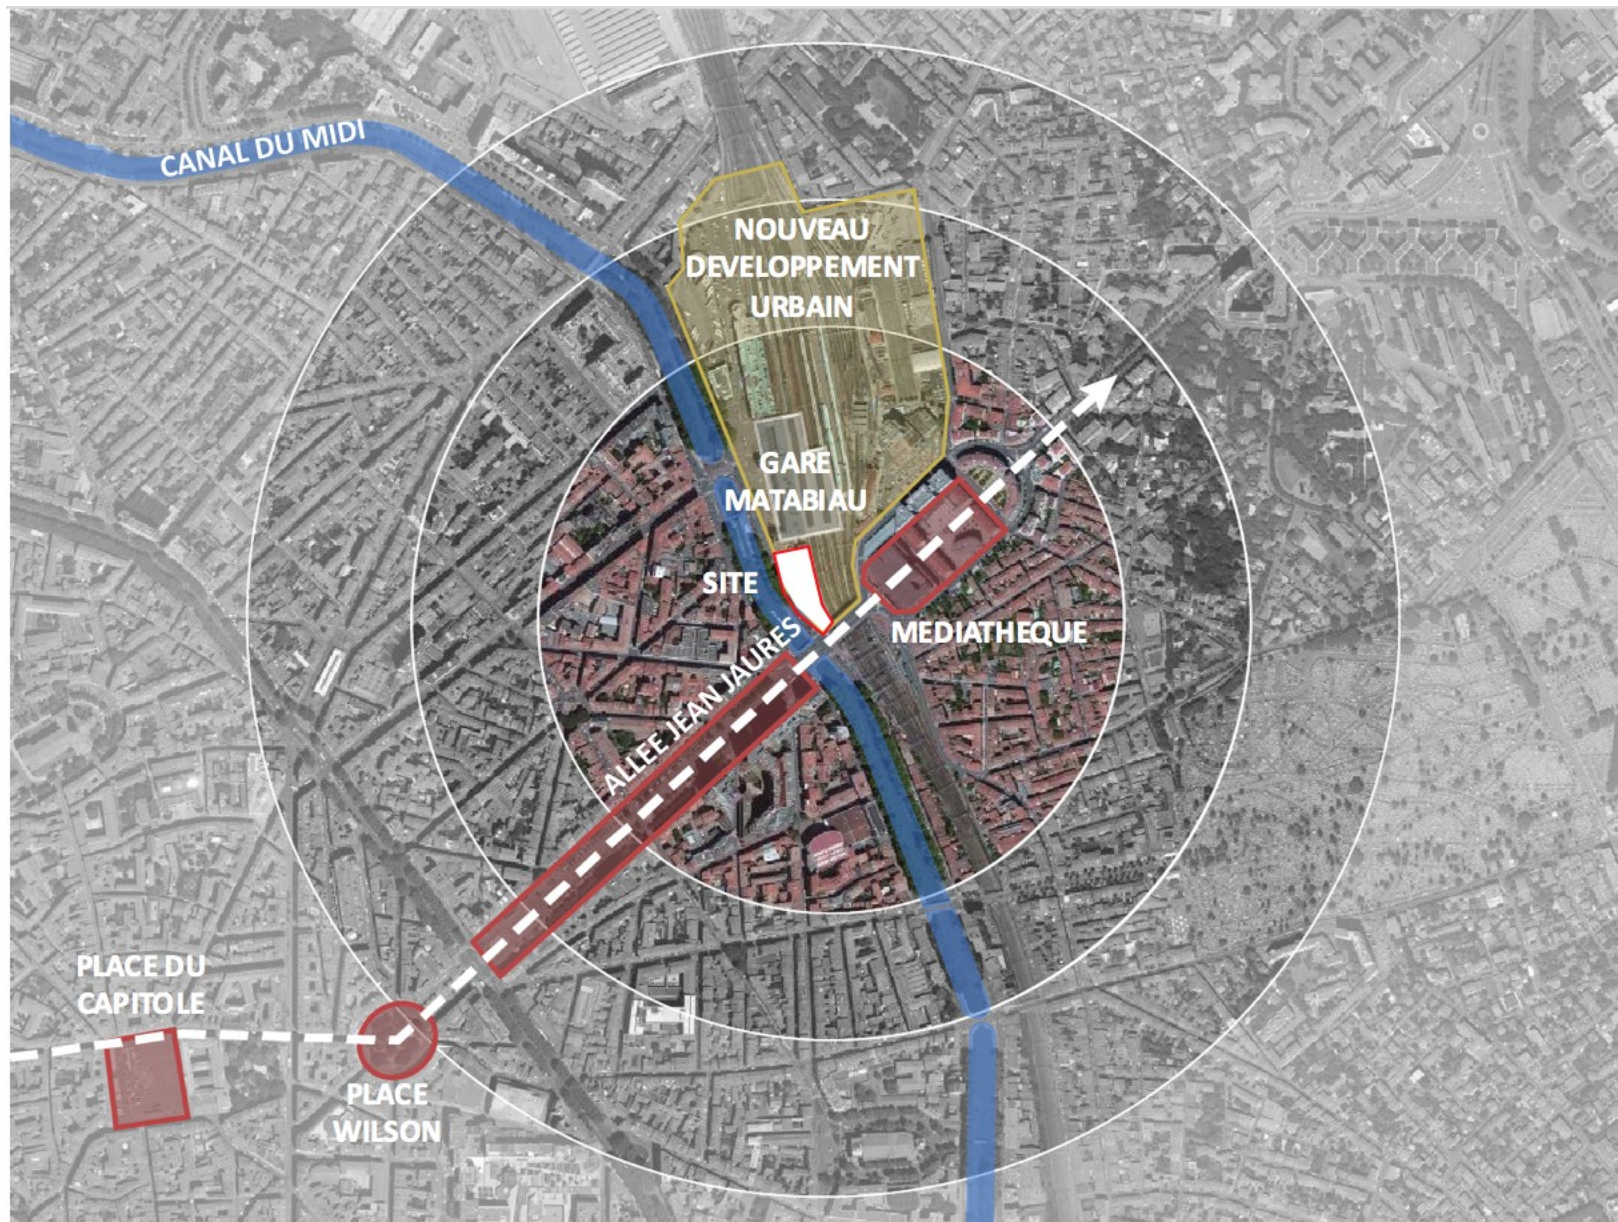 CANAL DU MIDI
NOUVEAU
DEVELOPPEMENT
URBAIN
GARE
MATABIAU
SITE
MEDIATHEQUE
ALLEE JEAN JAURES
PLACE DU
CAPITOLE
PLACE
WILSON